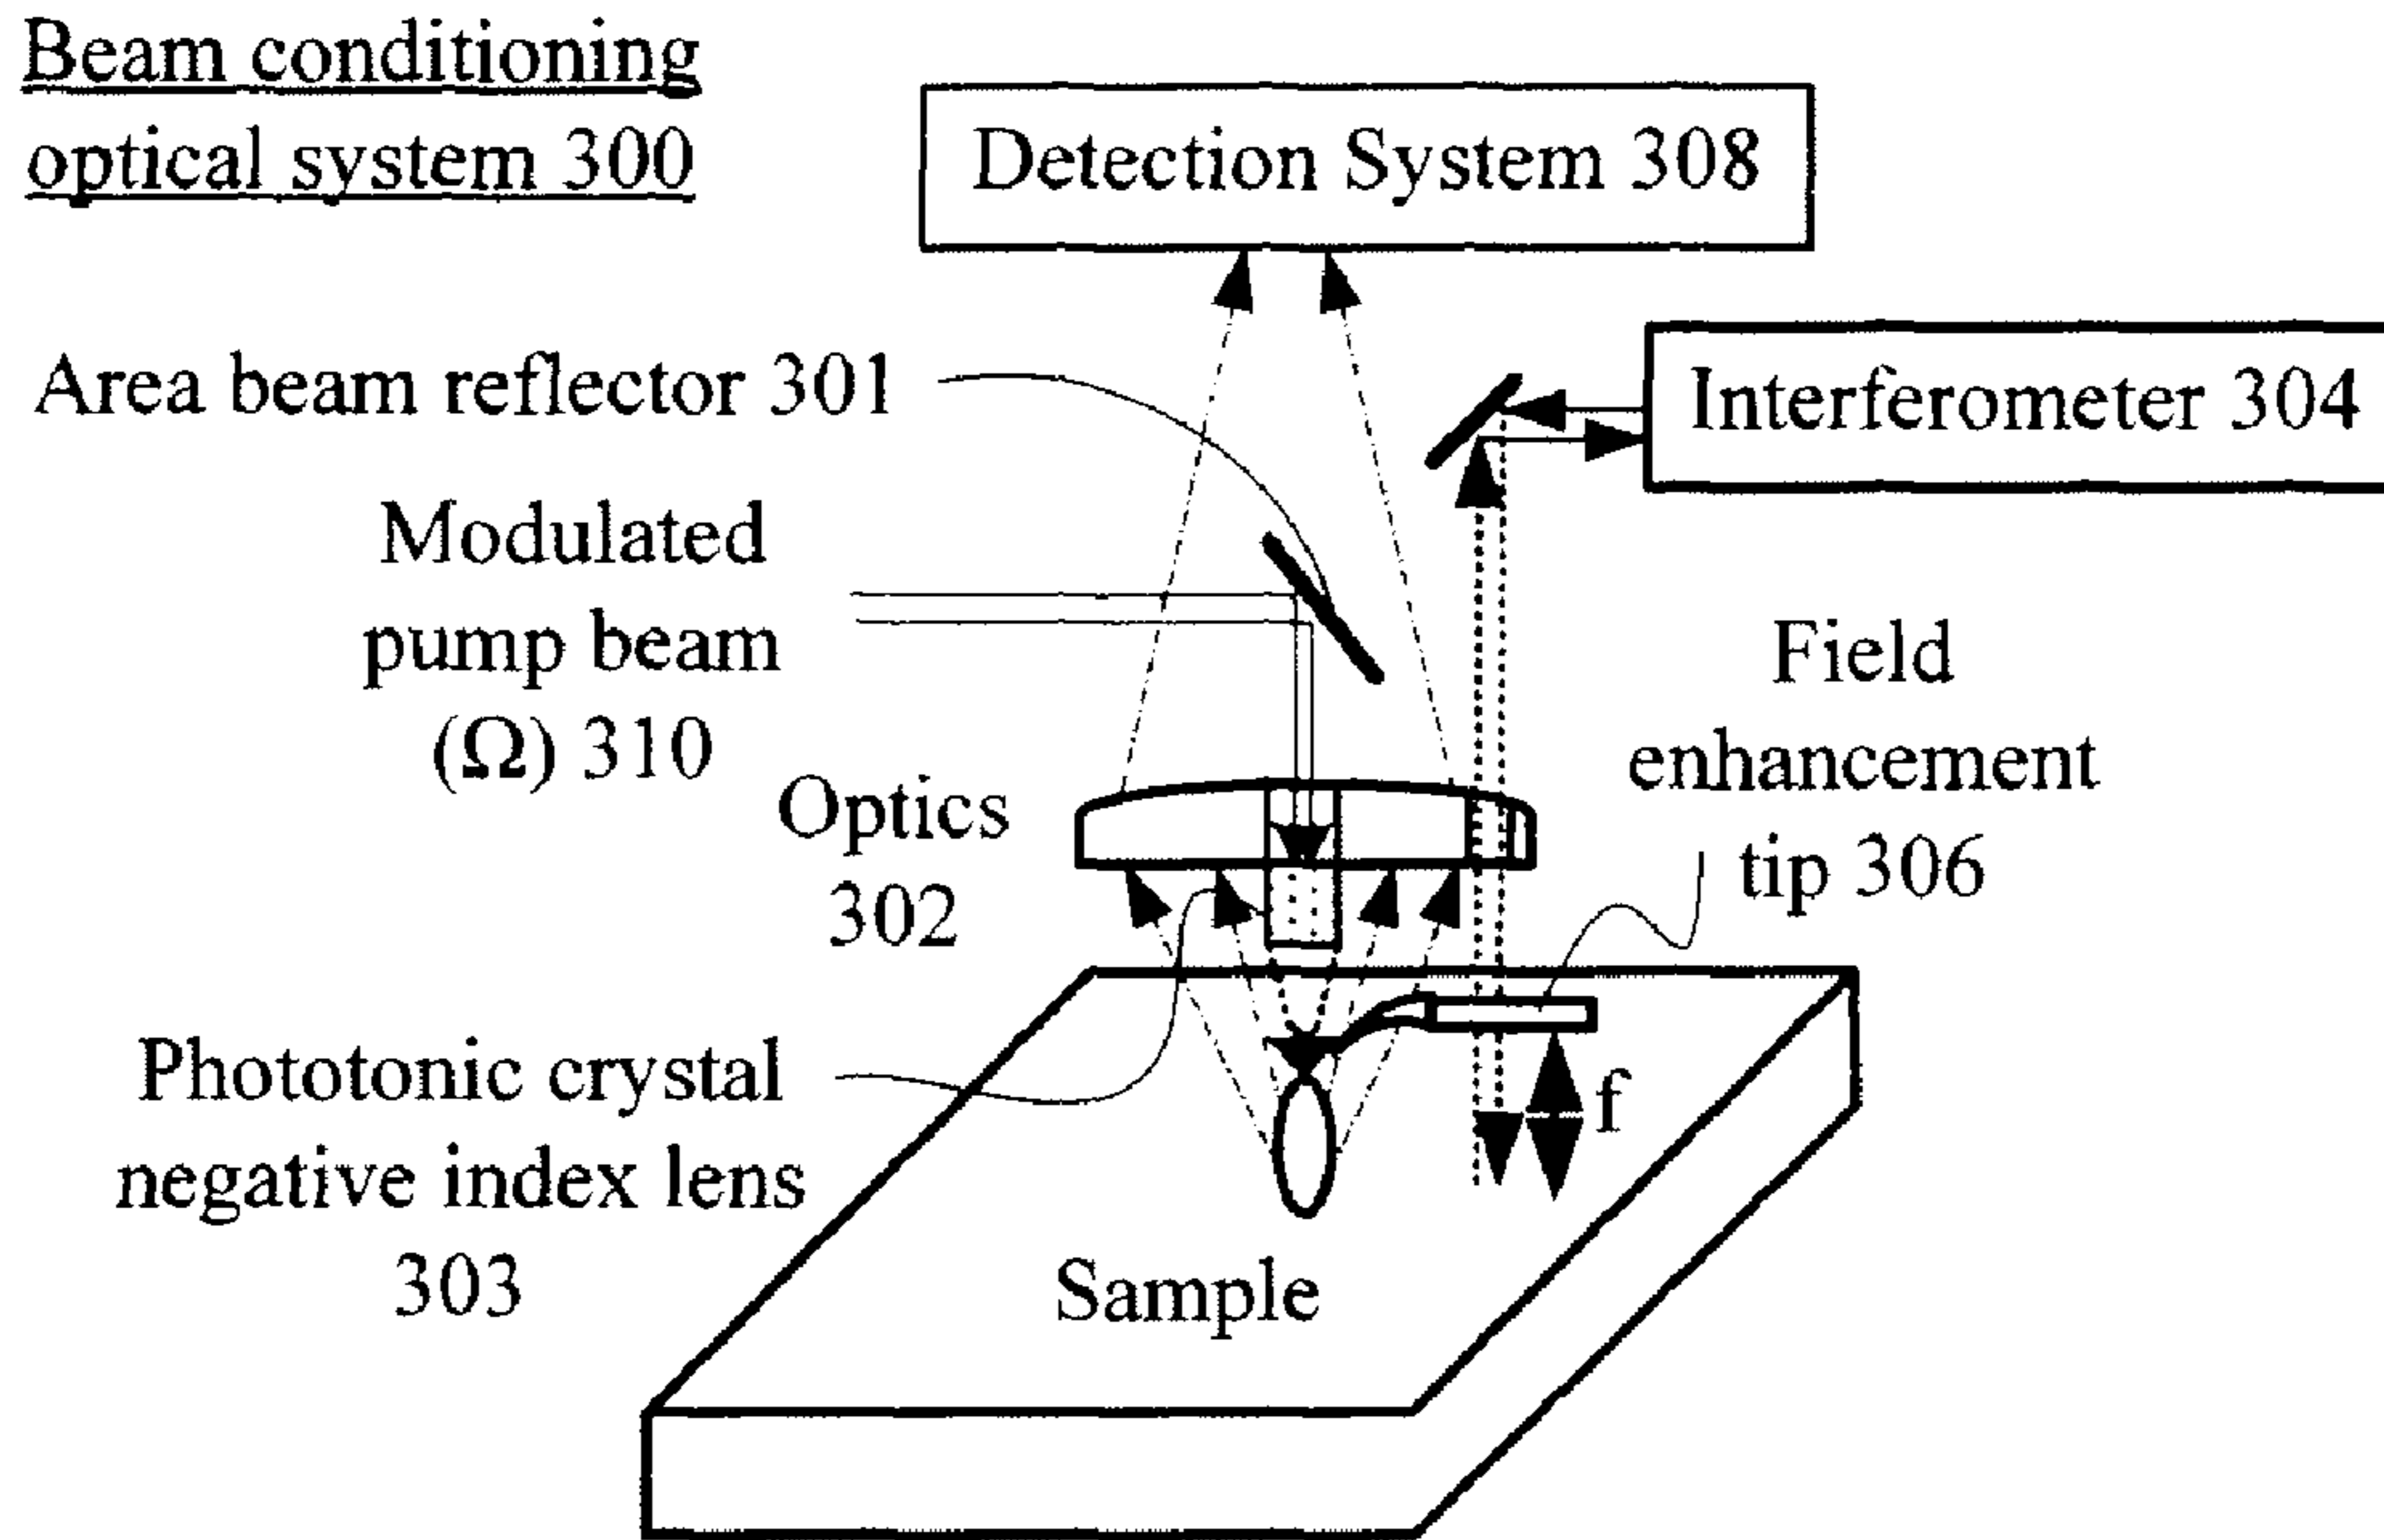 Beam conditioning
optical system 300
Detection System 308
Area beam reflector 301
Interferometer 304
Modulated
pump beam
(Ω) 310
Field
enhancement
tip 306
Optics
302
Phototonic crystal
negative index lens
303
f
Sample